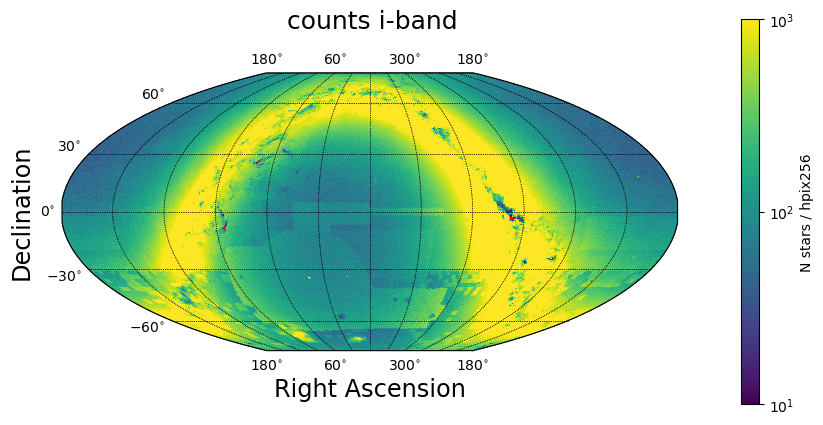 counts i-band
180° 60° 300° 180°
60°
30°
0°
−30°
−60°
Declination
180° 60° 300° 180°
Right Ascension
10³
10²
10¹
N stars / hpix256